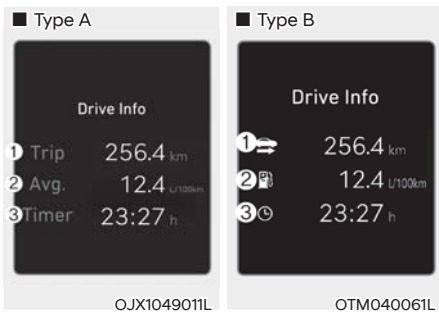 ■ Type A
Drive Info
1 Trip 256.4 km
2 Avg. 12.4 L/100km
3 Timer 23:27 h
OJX1049011L
■ Type B
Drive Info
1 256.4 km
2 12.4 L/100km
3 23:27 h
OTM040061L